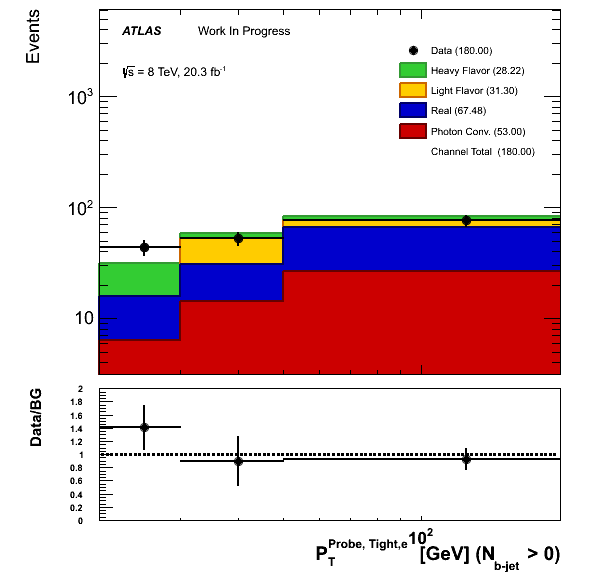 Events
ATLAS Work In Progress
√s = 8 TeV, 20.3 fb⁻¹
Data (180.00)
Heavy Flavor (28.22)
Light Flavor (31.30)
Real (67.48)
Photon Conv. (53.00)
Channel Total (180.00)
10³
10²
10
Data/BG
2
1.8
1.6
1.4
1.2
1
0.8
0.6
0.4
0.2
0
10²
P_T^Probe, Tight,e [GeV] (N_b-jet > 0)